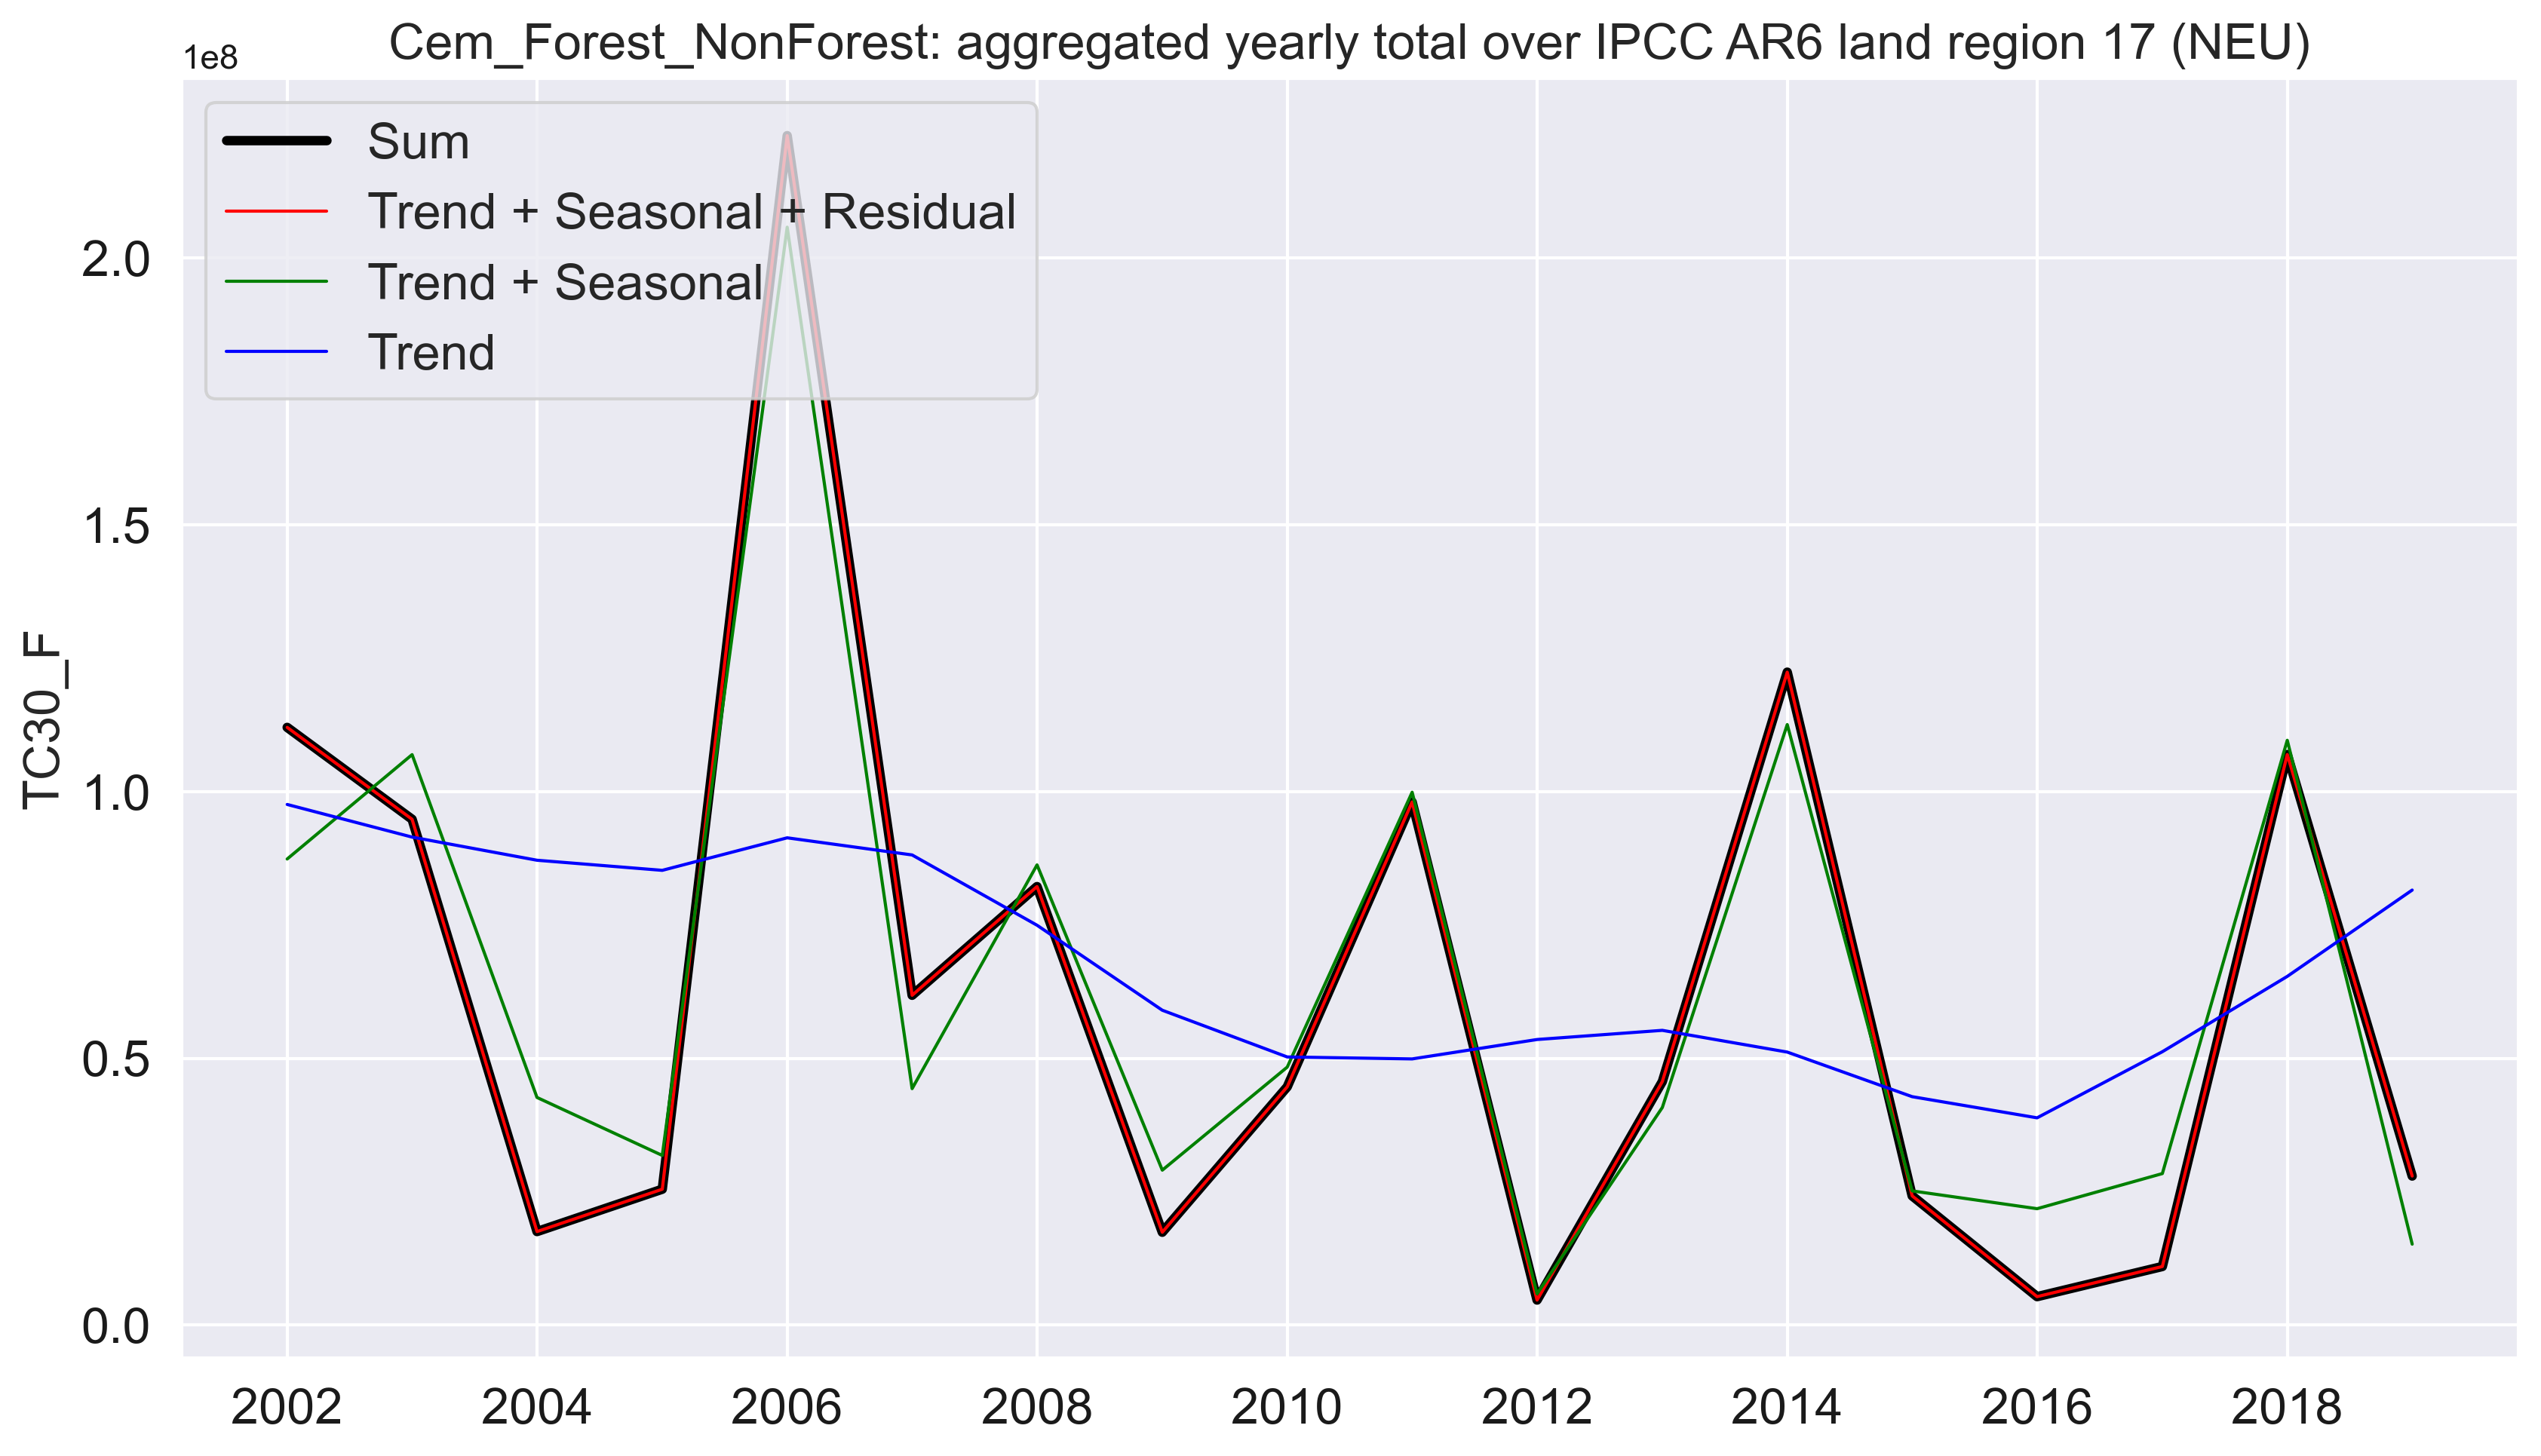 Cem_Forest_NonForest: aggregated yearly total over IPCC AR6 land region 17 (NEU)
1e8
Sum
Trend + Seasonal + Residual
Trend + Seasonal
Trend
2.0
1.5
1.0
0.5
0.0
TC30_F
2002 2004 2006 2008 2010 2012 2014 2016 2018